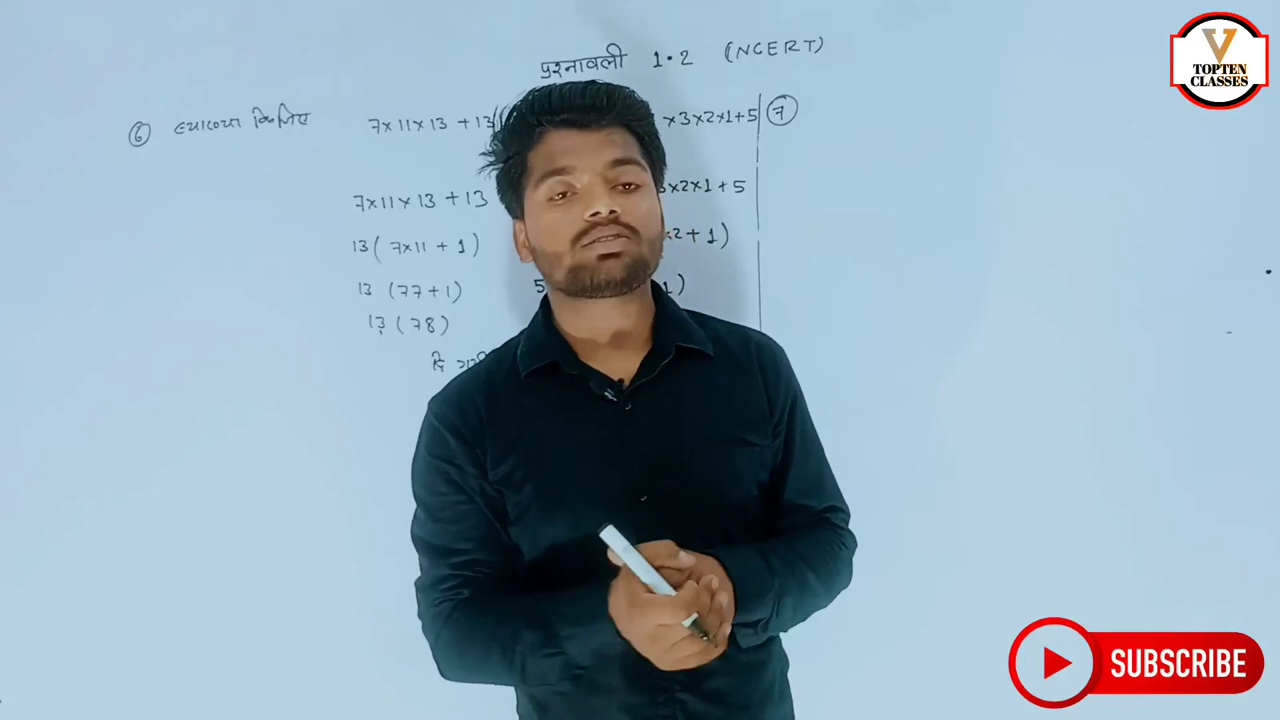 प्रश्नावली 1.2 (NCERT)
V
TOPTEN
CLASSES
⑥ व्याख्या किजिए 7×11×13 + 13 ×3×2×1+5 ⑦
7×11×13 + 13 ×2×1+5
13(7×11 + 1) ×2+1)
13 (77+1) 5 1)
13 (78)
SUBSCRIBE